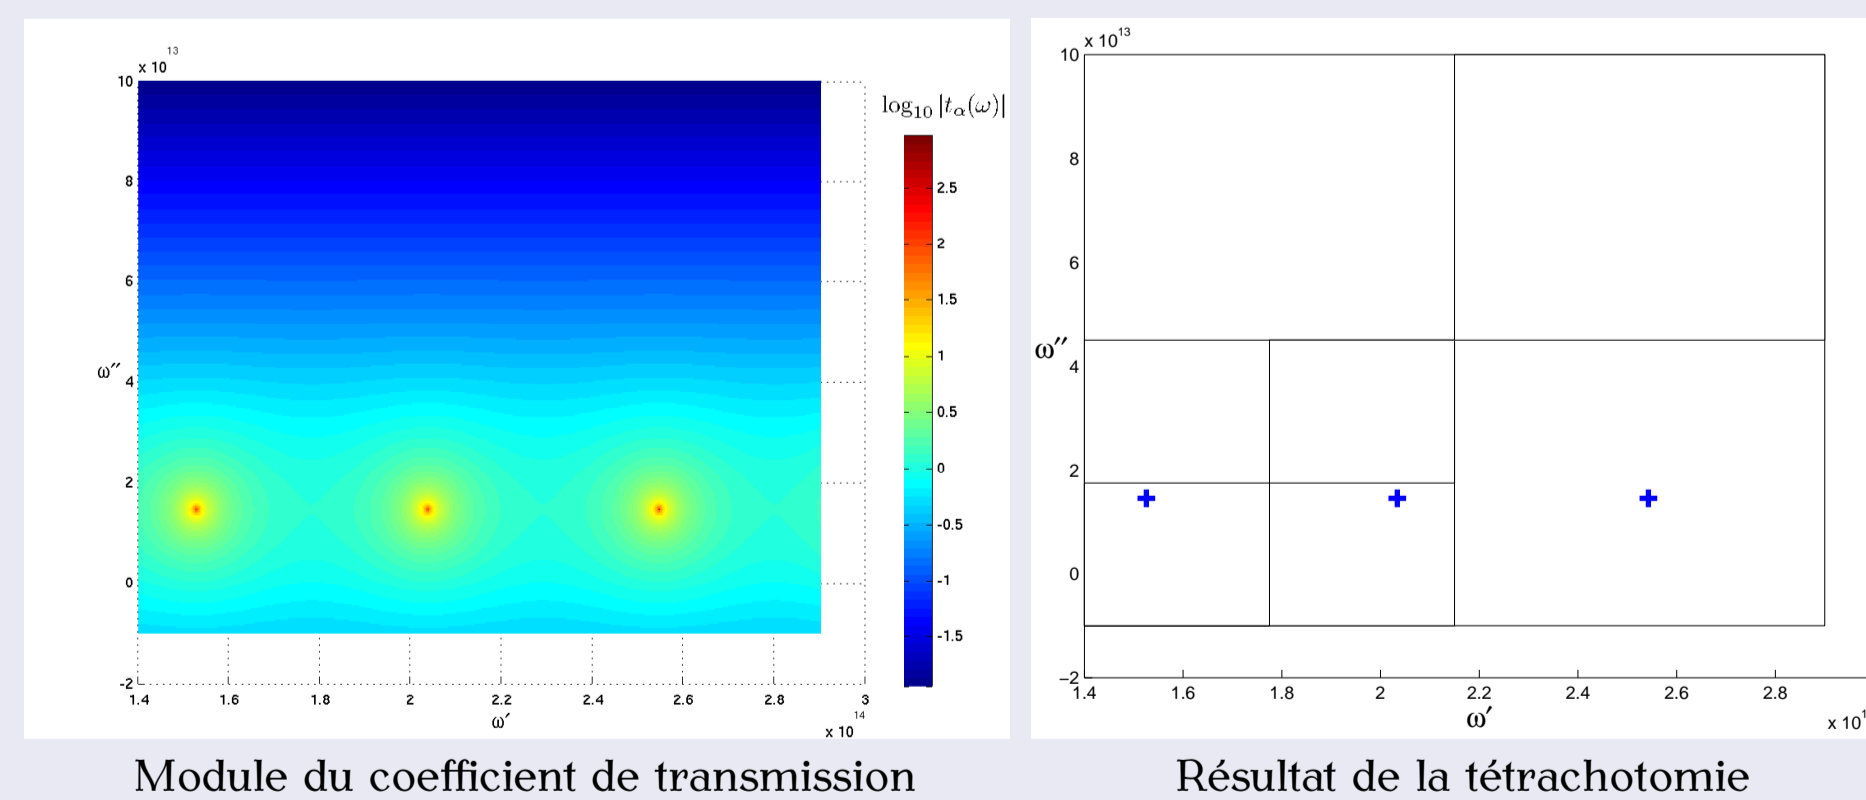 x 10 13
10
8
6
ω″ 4
2
0
-2
1.4 1.6 1.8 2 2.2 2.4 2.6 2.8 3
ω′
x 10 14
log10 |tα(ω)|
2.5
2
1.5
1
0.5
0
-0.5
-1
-1.5
Module du coefficient de transmission
x 10 13
10
8
6
ω″
4
2
0
−2
1.4 1.6 1.8 2 2.2 2.4 2.6 2.8
ω′
x 10
Résultat de la tétrachotomie